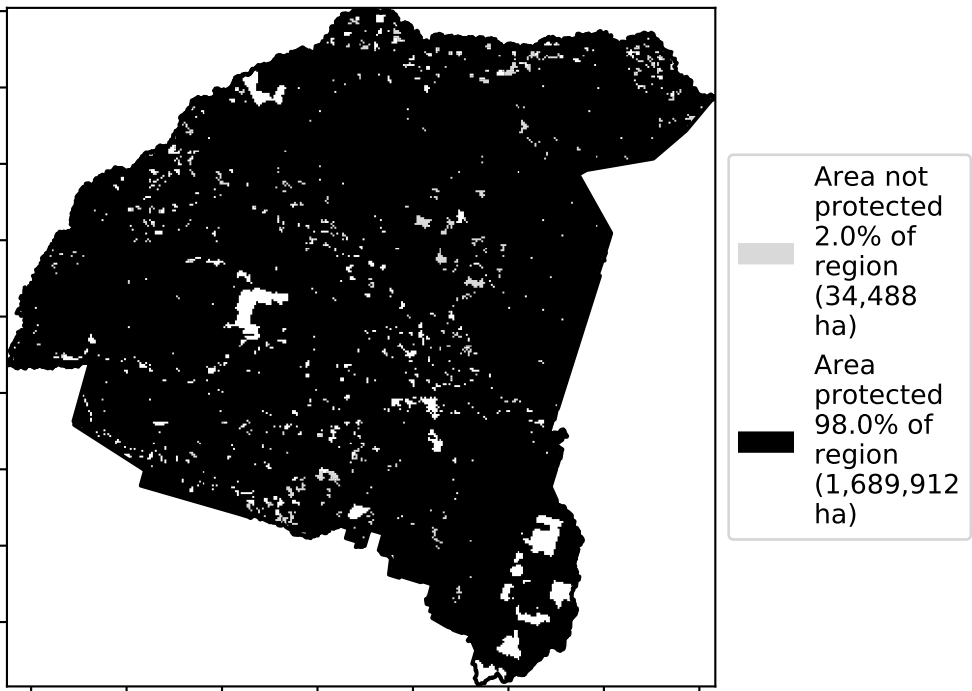 Area not
protected
2.0% of
region
(34,488
ha)
Area
protected
98.0% of
region
(1,689,912
ha)